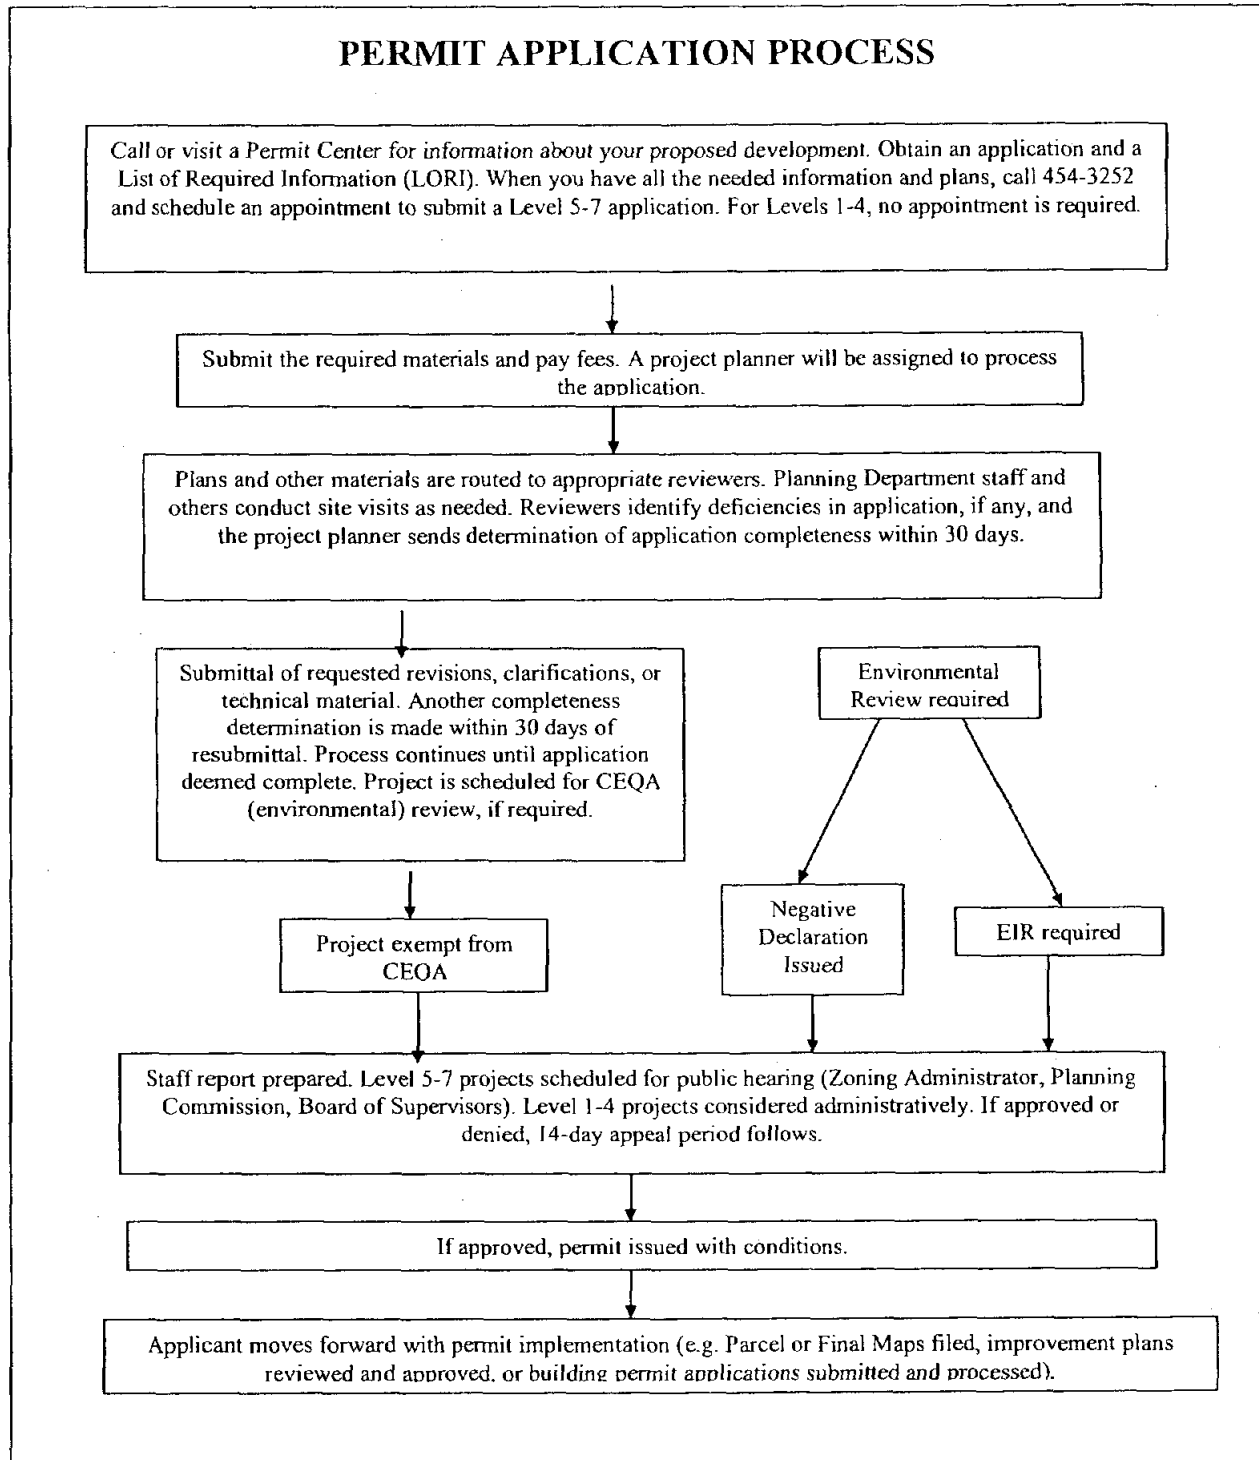 PERMIT APPLICATION PROCESS
Call or visit a Permit Center for information about your proposed development. Obtain an application and a
List of Required Information (LORI). When you have all the needed information and plans, call 454-3252
and schedule an appointment to submit a Level 5-7 application. For Levels 1-4, no appointment is required.
Submit the required materials and pay fees. A project planner will be assigned to process
the application.
Plans and other materials are routed to appropriate reviewers. Planning Department staff and
others conduct site visits as needed. Reviewers identify deficiencies in application, if any, and
the project planner sends determination of application completeness within 30 days.
Submittal of requested revisions, clarifications, or
technical material. Another completeness
determination is made within 30 days of
resubmittal. Process continues until application
deemed complete. Project is scheduled for CEQA
(environmental) review, if required.
Environmental
Review required
Project exempt from
CEQA
Negative
Declaration
Issued
EIR required
Staff report prepared. Level 5-7 projects scheduled for public hearing (Zoning Administrator, Planning
Commission, Board of Supervisors). Level 1-4 projects considered administratively. If approved or
denied, 14-day appeal period follows.
If approved, permit issued with conditions.
Applicant moves forward with permit implementation (e.g. Parcel or Final Maps filed, improvement plans
reviewed and approved, or building permit applications submitted and processed).